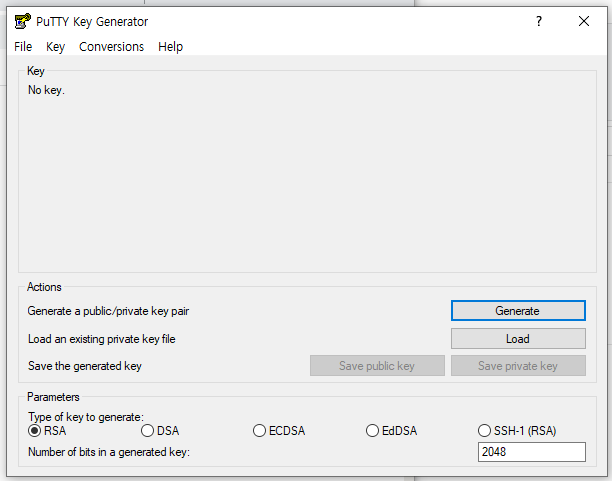 PuTTY Key Generator
?
File Key Conversions Help
Key
No key.
Actions
Generate a public/private key pair
Generate
Load an existing private key file
Load
Save the generated key
Save public key
Save private key
Parameters
Type of key to generate:
RSA
DSA
ECDSA
EdDSA
SSH-1 (RSA)
Number of bits in a generated key:
2048